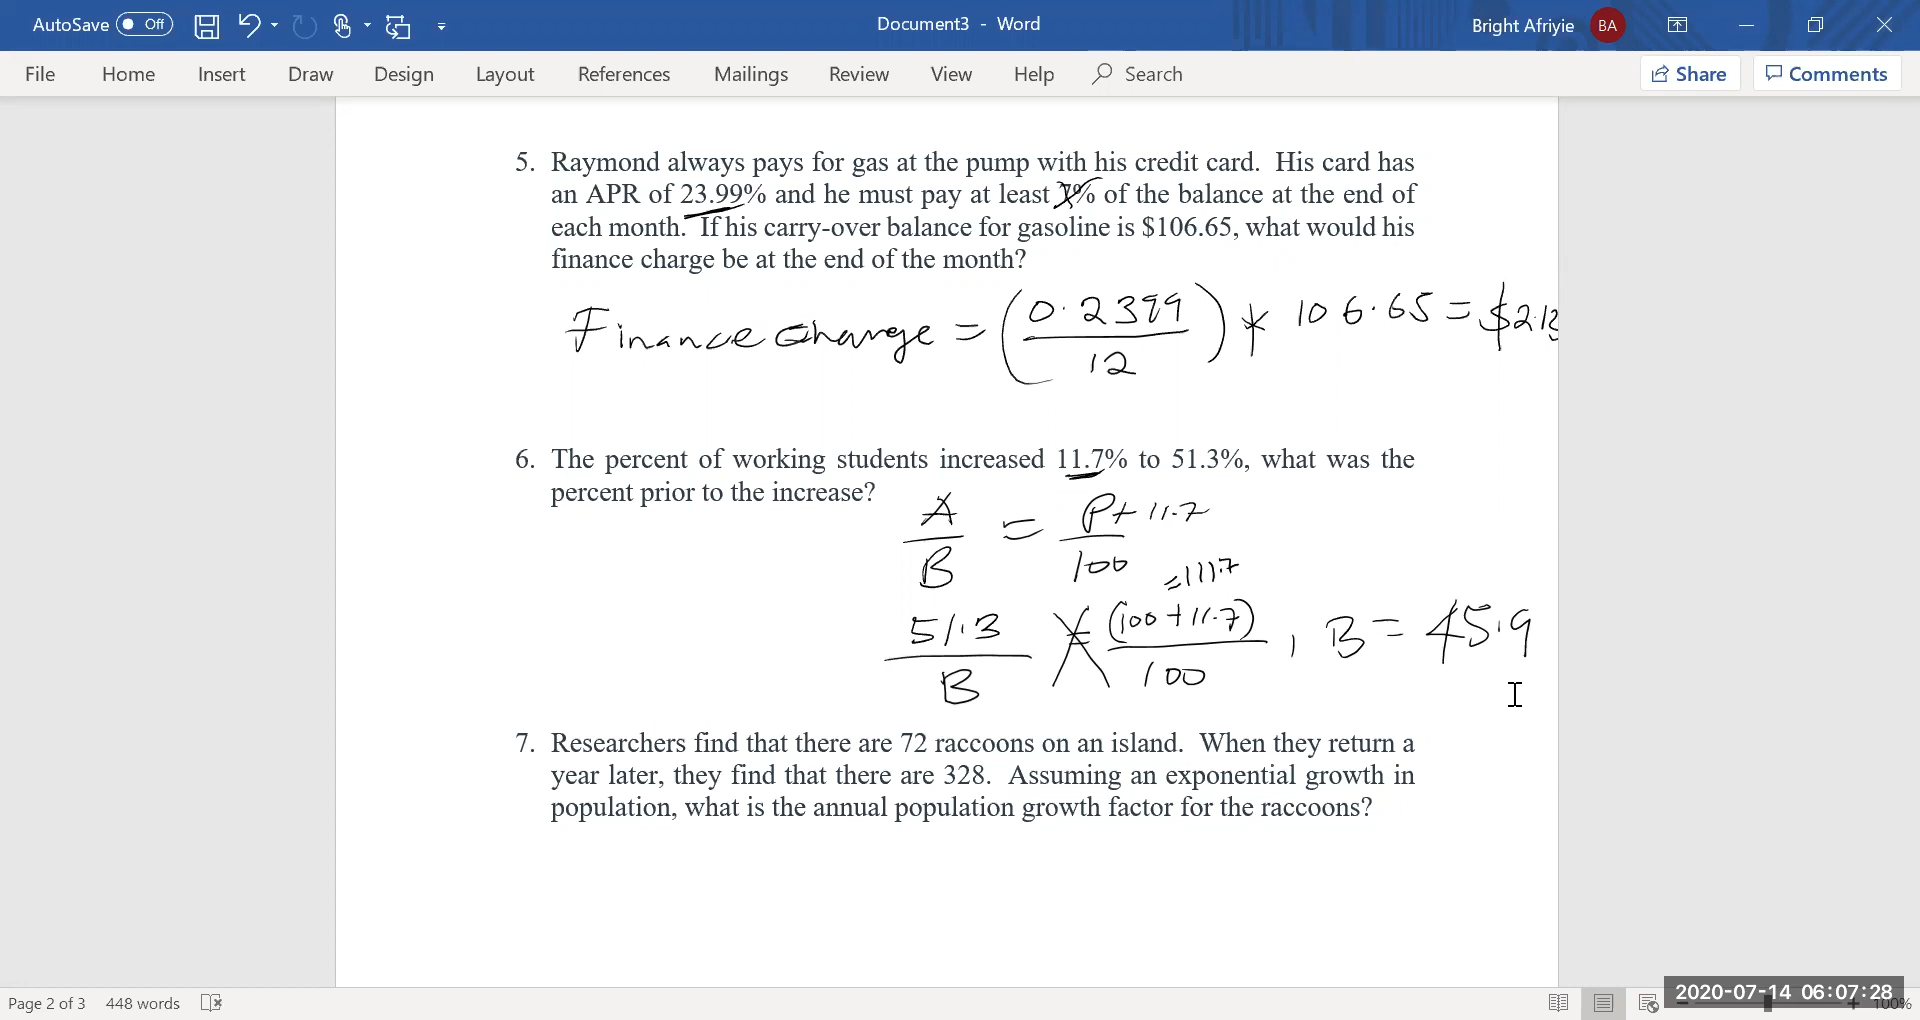 AutoSave Off
Document3 - Word
Bright Afriyie BA
File Home Insert Draw Design Layout References Mailings Review View Help Search Share Comments
5. Raymond always pays for gas at the pump with his credit card. His card has
an APR of 23.99% and he must pay at least 7% of the balance at the end of
each month. If his carry-over balance for gasoline is $106.65, what would his
finance charge be at the end of the month?
Finance charge = (0.2399 / 12) * 106.65 = $2.13
6. The percent of working students increased 11.7% to 51.3%, what was the
percent prior to the increase?
A / B = P + 11.7 / 100
= 111.7
51.3 / B = (100 + 11.7) / 100 , B = 45.9
7. Researchers find that there are 72 raccoons on an island. When they return a
year later, they find that there are 328. Assuming an exponential growth in
population, what is the annual population growth factor for the raccoons?
Page 2 of 3 448 words
2020-07-14 06:07:28
100%